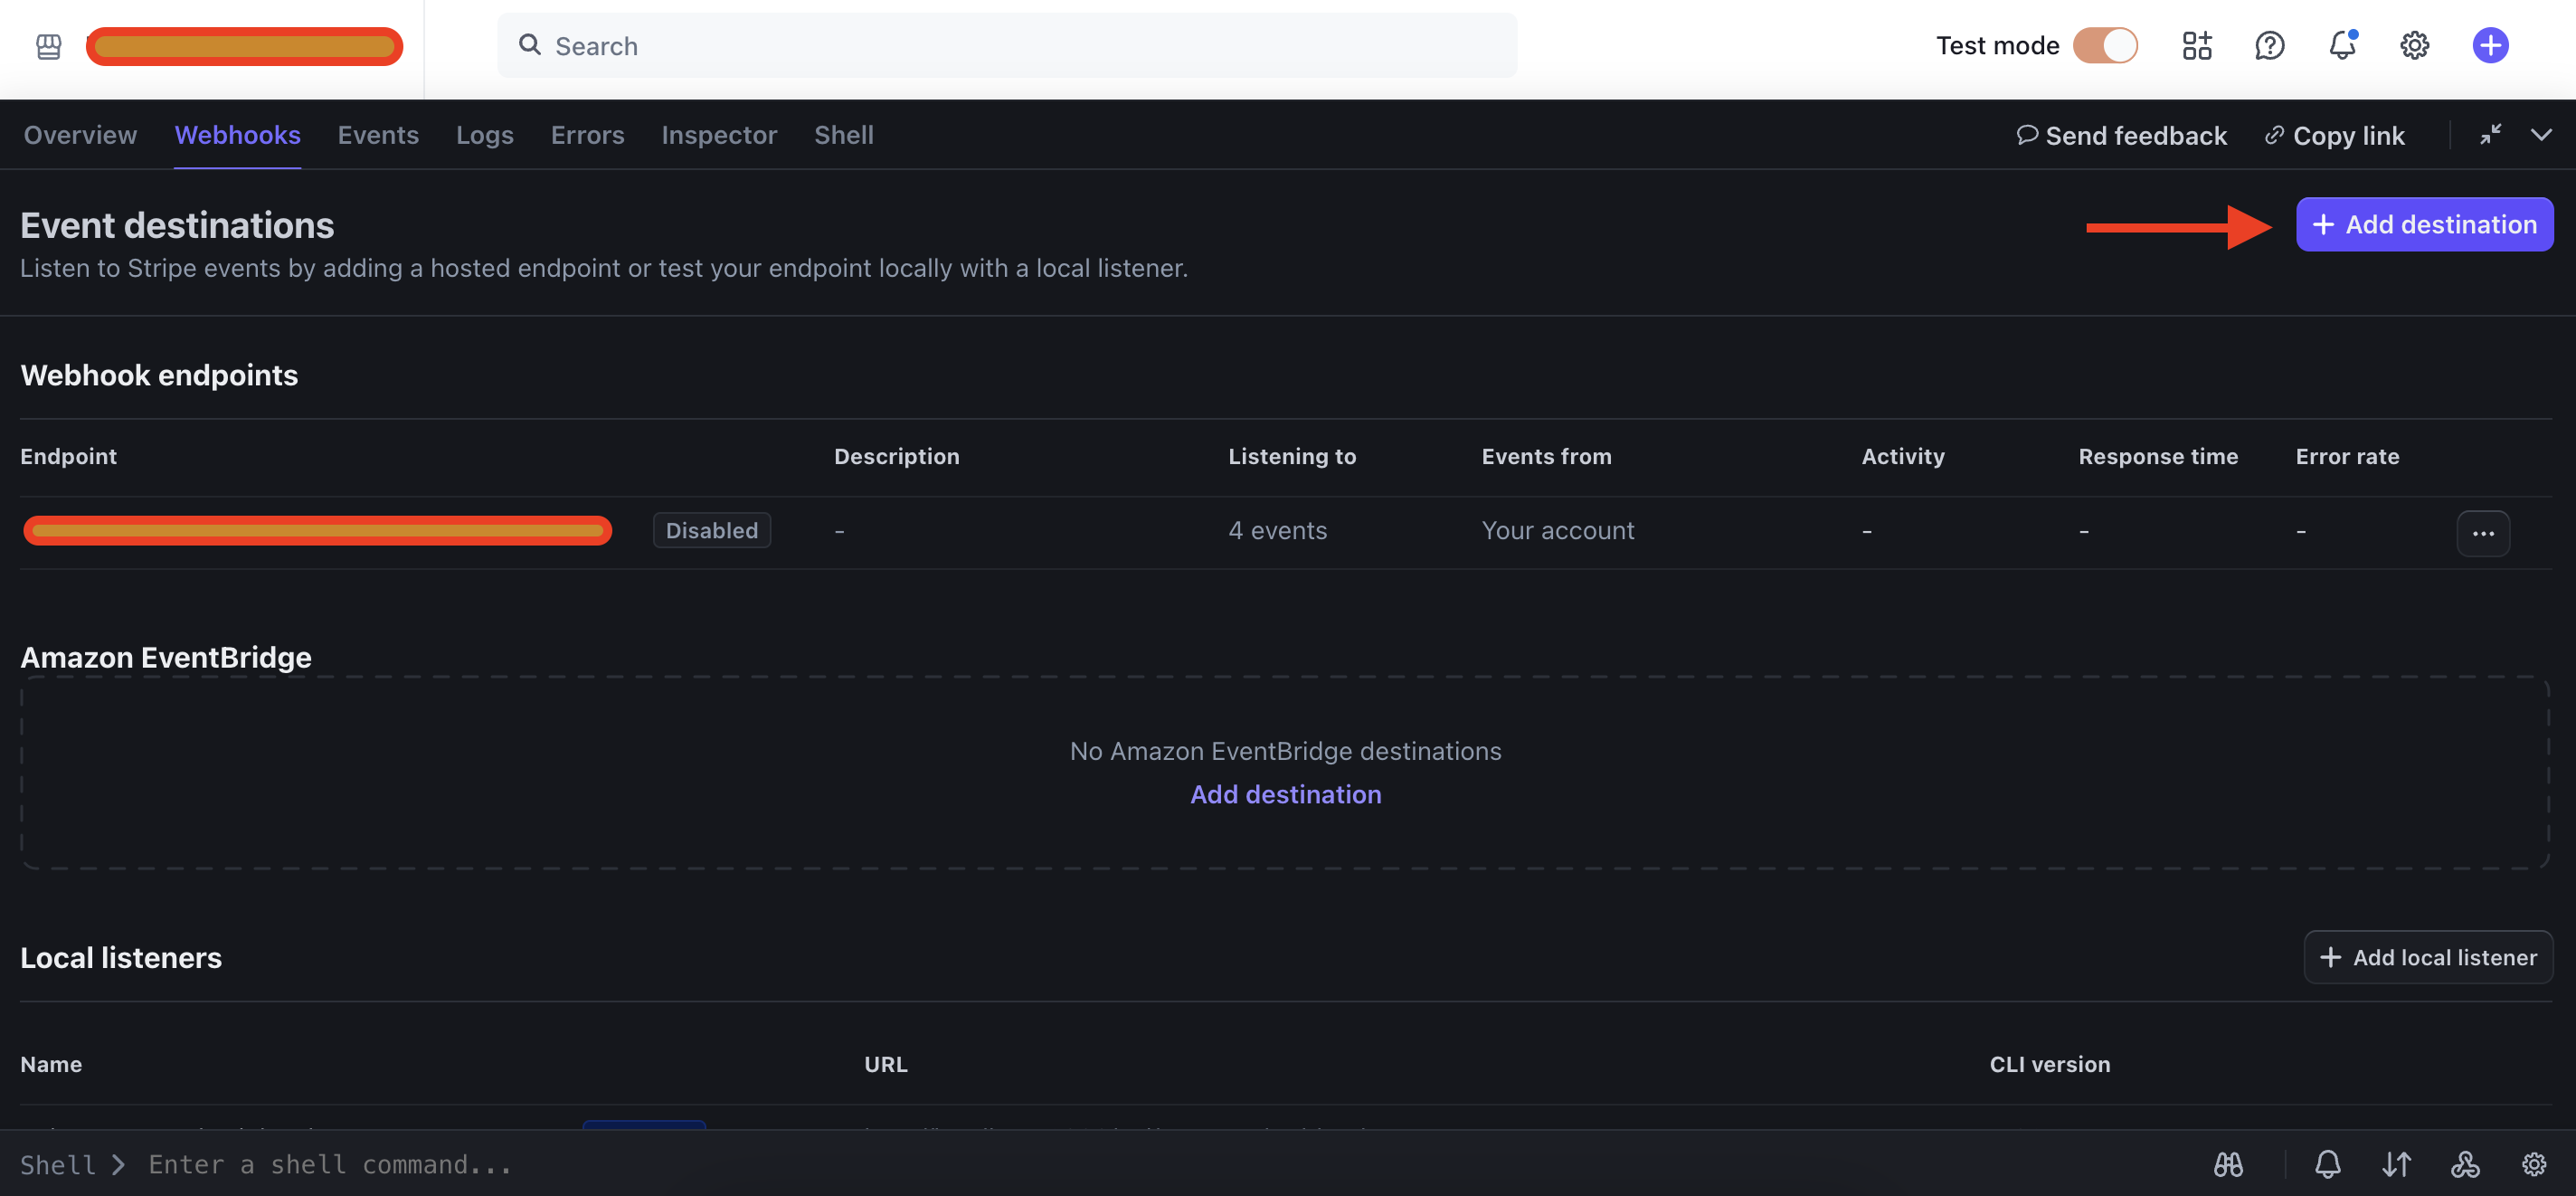 Search
Test mode
Overview Webhooks Events Logs Errors Inspector Shell Send feedback Copy link
Event destinations
+ Add destination
Listen to Stripe events by adding a hosted endpoint or test your endpoint locally with a local listener.
Webhook endpoints
Endpoint Description Listening to Events from Activity Response time Error rate
Disabled - 4 events Your account - - - ...
Amazon EventBridge
No Amazon EventBridge destinations
Add destination
Local listeners + Add local listener
Name URL CLI version
Shell > Enter a shell command...